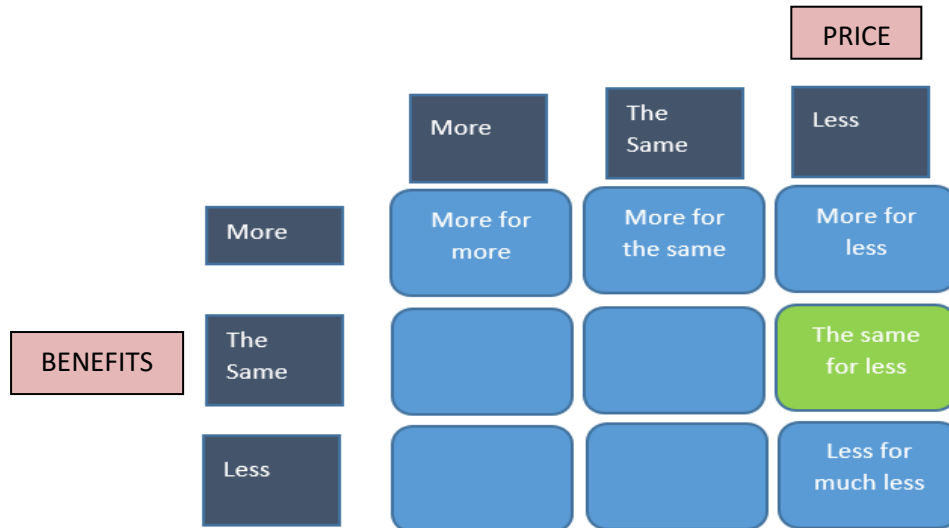 PRICE
More
The
Same
Less
More
More for
more
More for
the same
More for
less
BENEFITS
The
Same
The same
for less
Less
Less for
much less